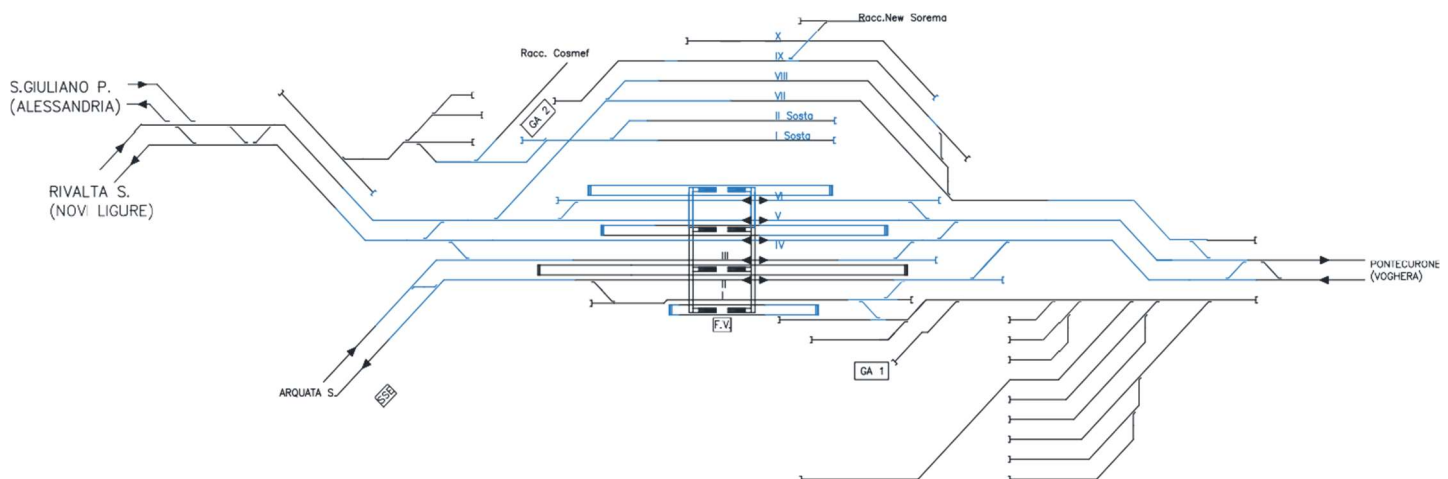 Racc.New Sorema
X
Racc. Cosmef
IX
S.GIULIANO P.
(ALESSANDRIA)
VIII
VII
GA 2
II Sosta
I Sosta
RIVALTA S.
(NOVI LIGURE)
VI
V
IV
III
PONTECURONE
(VOGHERA)
II
I
F.V.
GA 1
ARQUATA S.
SSE